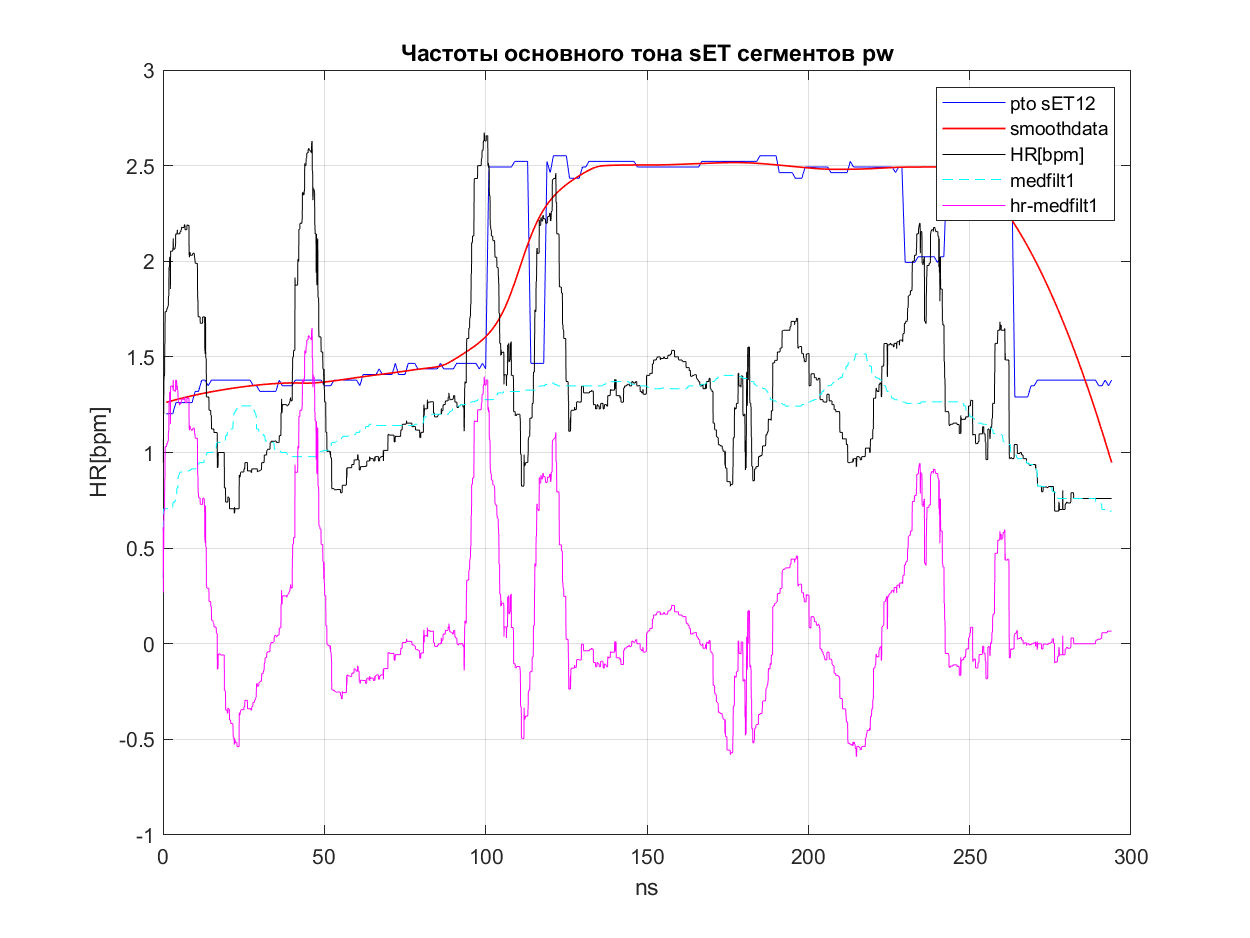 Частоты основного тона sET сегментов pw
3
2.5
2
1.5
1
0.5
0
-0.5
-1
HR[bpm]
pto sET12
smoothdata
HR[bpm]
medfilt1
hr-medfilt1
0 50 100 150 200 250 300
ns